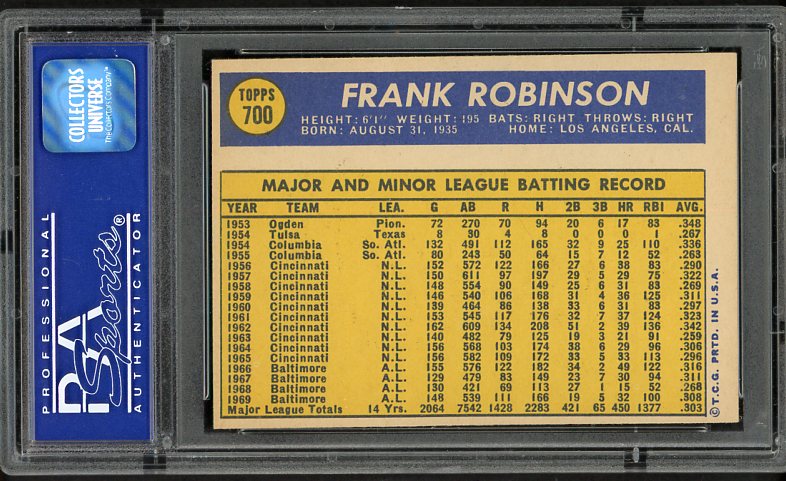 COLLECTORS
UNIVERSE
The Collectors Company™
PROFESSIONAL
PSA
Sports®
AUTHENTICATOR
TOPPS
700
FRANK ROBINSON
HEIGHT: 6'1" WEIGHT: 195 BATS: RIGHT THROWS: RIGHT
BORN: AUGUST 31, 1935 HOME: LOS ANGELES, CAL.
MAJOR AND MINOR LEAGUE BATTING RECORD
YEAR TEAM LEA. G AB R H 2B 3B HR RBI AVG.
1953 Ogden Pion. 72 270 70 94 20 6 17 83 .348
1954 Tulsa Texas 8 30 4 8 0 0 0 1 .267
1954 Columbia So. Atl. 132 491 112 165 32 9 25 110 .336
1955 Columbia So. Atl. 80 243 50 64 15 7 12 52 .263
1956 Cincinnati N.L. 152 572 122 166 27 6 38 83 .290
1957 Cincinnati N.L. 150 611 97 197 29 5 29 75 .322
1958 Cincinnati N.L. 148 554 90 149 25 6 31 83 .269
1959 Cincinnati N.L. 146 540 106 168 31 4 36 125 .311
1960 Cincinnati N.L. 139 464 86 138 33 6 31 83 .297
1961 Cincinnati N.L. 153 545 117 176 32 7 37 124 .323
1962 Cincinnati N.L. 162 609 134 208 51 2 39 136 .342
1963 Cincinnati N.L. 140 482 79 125 19 3 21 91 .259
1964 Cincinnati N.L. 156 568 103 174 38 6 29 96 .306
1965 Cincinnati N.L. 156 582 109 172 33 5 33 113 .296
1966 Baltimore A.L. 155 576 122 182 34 2 49 122 .316
1967 Baltimore A.L. 129 479 83 149 23 7 30 94 .311
1968 Baltimore A.L. 130 421 69 113 27 1 15 52 .268
1969 Baltimore A.L. 148 539 111 166 19 5 32 100 .308
Major League Totals 14 Yrs. 2064 7542 1428 2283 421 65 450 1377 .303
© T.C.G. PRTD. IN U.S.A.